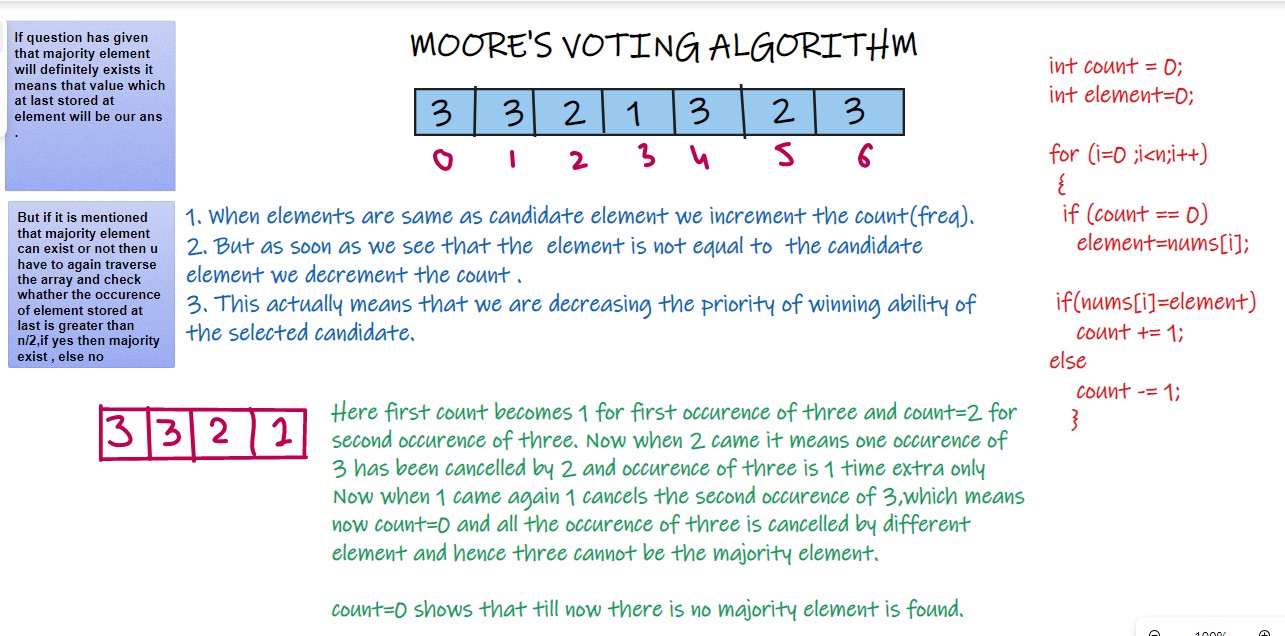 If question has given
that majority element
will definitely exists it
means that value which
at last stored at
element will be our ans
.
But if it is mentioned
that majority element
can exist or not then u
have to again traverse
the array and check
whather the occurence
of element stored at
last is greater than
n/2,if yes then majority
exist , else no
MOORE'S VOTING ALGORITHM
3 3 2 1 3 2 3
0 1 2 3 4 5 6
1. When elements are same as candidate element we increment the count(freq).
2. But as soon as we see that the element is not equal to the candidate
element we decrement the count .
3. This actually means that we are decreasing the priority of winning ability of
the selected candidate.
3 3 2 1
Here first count becomes 1 for first occurence of three and count=2 for
second occurence of three. Now when 2 came it means one occurence of
3 has been cancelled by 2 and occurence of three is 1 time extra only
Now when 1 came again 1 cancels the second occurence of 3,which means
now count=0 and all the occurence of three is cancelled by different
element and hence three cannot be the majority element.
count=0 shows that till now there is no majority element is found.
int count = 0;
int element=0;
for (i=0 ;i<n;i++)
{
if (count == 0)
element=nums[i];
if(nums[i]=element)
count += 1;
else
count -= 1;
}
100%